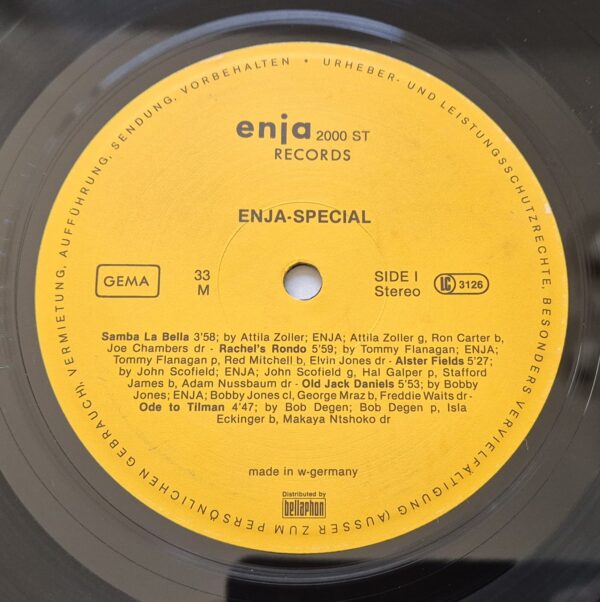 URHEBER- UND LEISTUNGSSCHUTZRECHTE, BESONDERS VERVIELFÄLTIGUNG (AUSSER ZUM PERSÖNLICHEN GEBRAUCH), VERMIETUNG, AUFFÜHRUNG, SENDUNG, VORBEHALTEN •
enja 2000 ST
RECORDS
ENJA-SPECIAL
GEMA
33
M
SIDE I
Stereo
LC 3126
Samba La Bella 3'58; by Attila Zoller; ENJA; Attila Zoller g, Ron Carter b,
Joe Chambers dr - Rachel's Rondo 5'59; by Tommy Flanagan; ENJA;
Tommy Flanagan p, Red Mitchell b, Elvin Jones dr - Alster Fields 5'27;
by John Scofield; ENJA; John Scofield g, Hal Galper p, Stafford
James b, Adam Nussbaum dr - Old Jack Daniels 5'53; by Bobby
Jones; ENJA; Bobby Jones cl, George Mraz b, Freddie Waits dr -
Ode to Tilman 4'47; by Bob Degen; Bob Degen p, Isla
Eckinger b, Makaya Ntshoko dr
made in w-germany
Distributed by
bellaphon